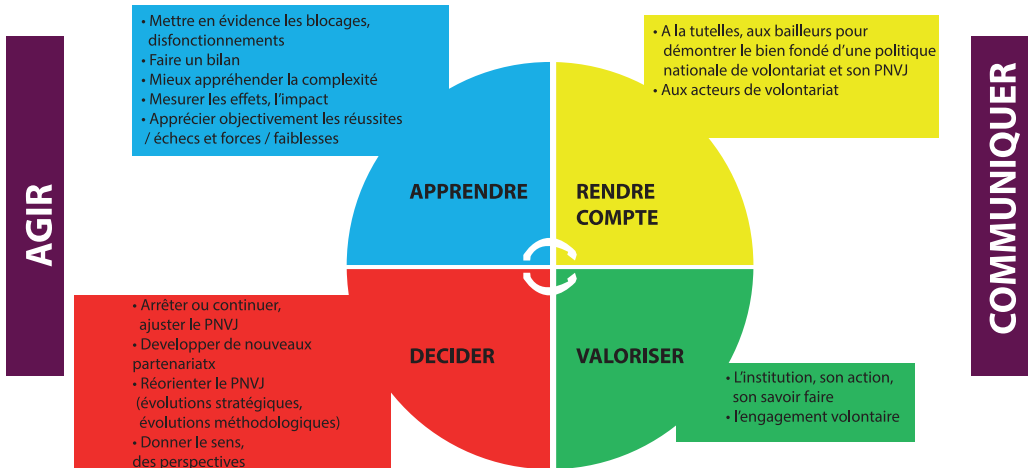 AGIR
• Mettre en évidence les blocages,
disfonctionnements
• Faire un bilan
• Mieux appréhender la complexité
• Mesurer les effets, l'impact
• Apprécier objectivement les réussites
/ échecs et forces / faiblesses
APPRENDRE
• A la tutelles, aux bailleurs pour
démontrer le bien fondé d'une politique
nationale de volontariat et son PNVJ
• Aux acteurs de volontariat
RENDRE
COMPTE
• Arrêter ou continuer,
ajuster le PNVJ
• Developper de nouveaux
partenariatx
• Réorienter le PNVJ
(évolutions stratégiques,
évolutions méthodologiques)
• Donner le sens,
des perspectives
DECIDER
VALORISER
• L'institution, son action,
son savoir faire
• l'engagement volontaire
COMMUNIQUER